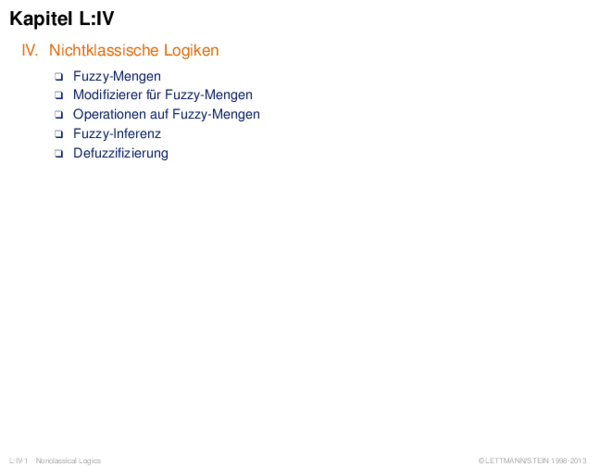 Kapitel L:IV
IV. Nichtklassische Logiken
❑ Fuzzy-Mengen
❑ Modifizierer für Fuzzy-Mengen
❑ Operationen auf Fuzzy-Mengen
❑ Fuzzy-Inferenz
❑ Defuzzifizierung
L:IV-1 Nonclassical Logics ©LETTMANN/STEIN 1998-2013